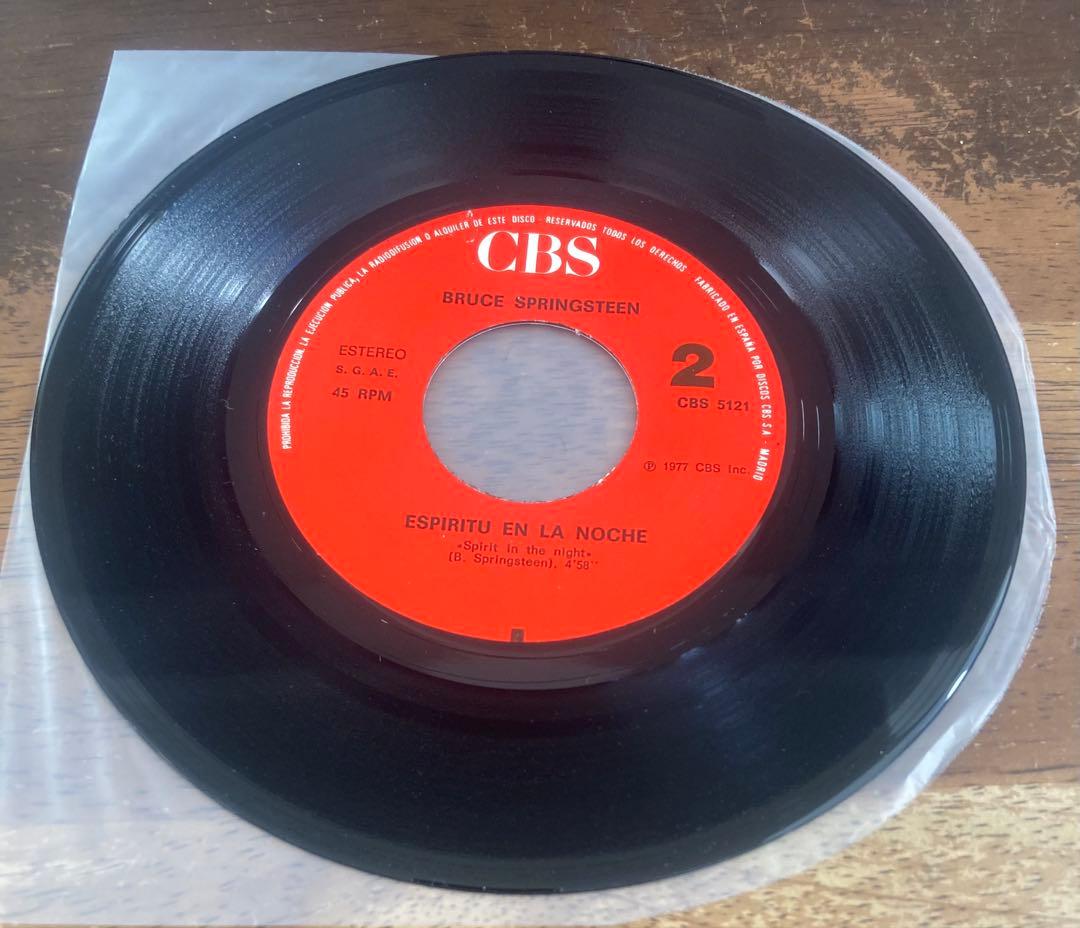 PROHIBIDA LA REPRODUCCION, LA EJECUCION PUBLICA, LA RADIODIFUSION O ALQUILER DE ESTE DISCO - RESERVADOS TODOS LOS DERECHOS - FABRICADO EN ESPAÑA POR DISCOS CBS S.A. - MADRID
CBS
BRUCE SPRINGSTEEN
ESTEREO
S. G. A. E.
45 RPM
2
CBS 5121
℗ 1977 CBS Inc.
ESPIRITU EN LA NOCHE
«Spirit in the night»
(B. Springsteen). 4'58''